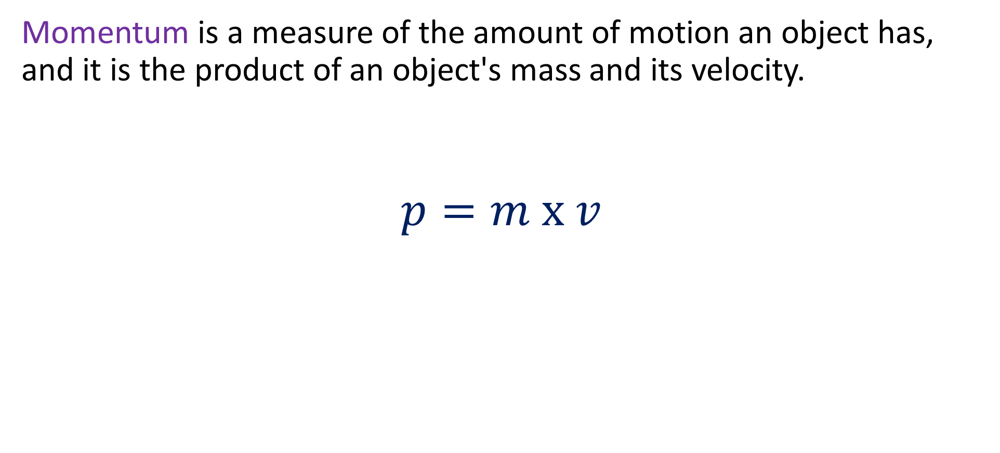 Momentum is a measure of the amount of motion an object has,
and it is the product of an object's mass and its velocity.
p = m x v